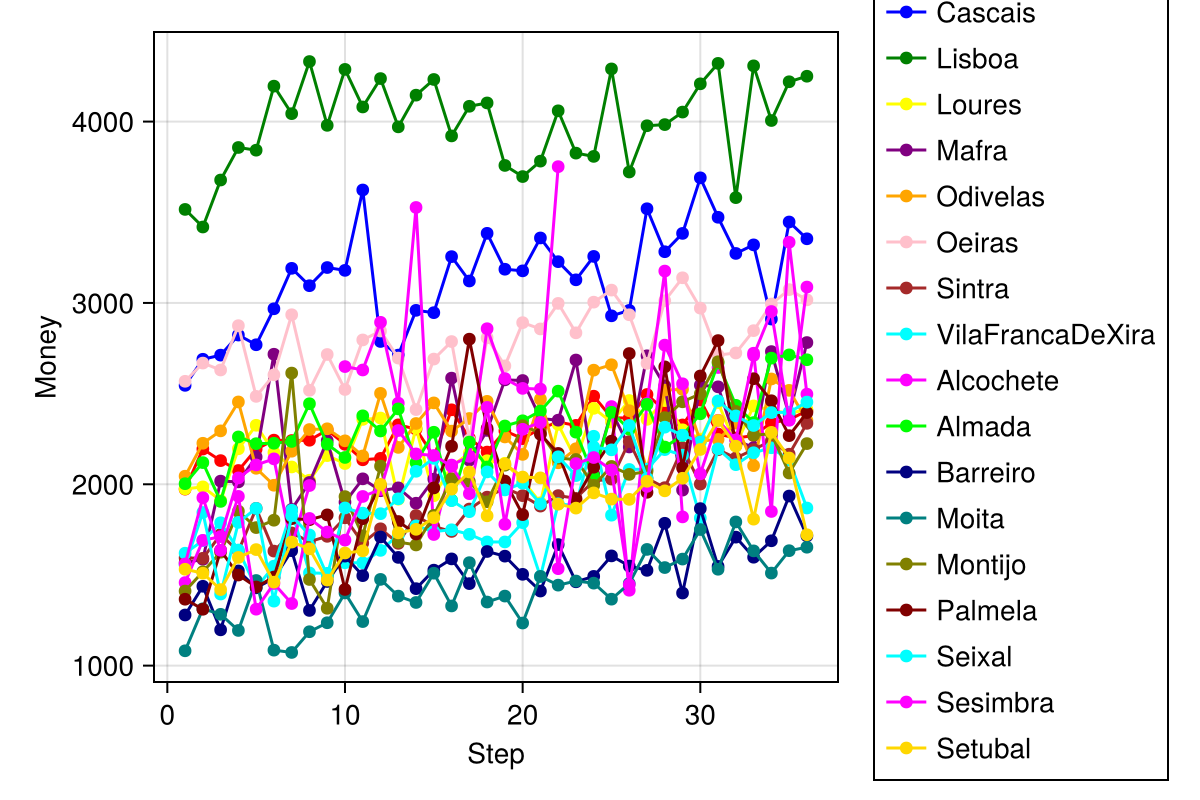 4000
3000
2000
1000
Money
0
10
20
30
Step
Cascais
Lisboa
Loures
Mafra
Odivelas
Oeiras
Sintra
VilaFrancaDeXira
Alcochete
Almada
Barreiro
Moita
Montijo
Palmela
Seixal
Sesimbra
Setubal